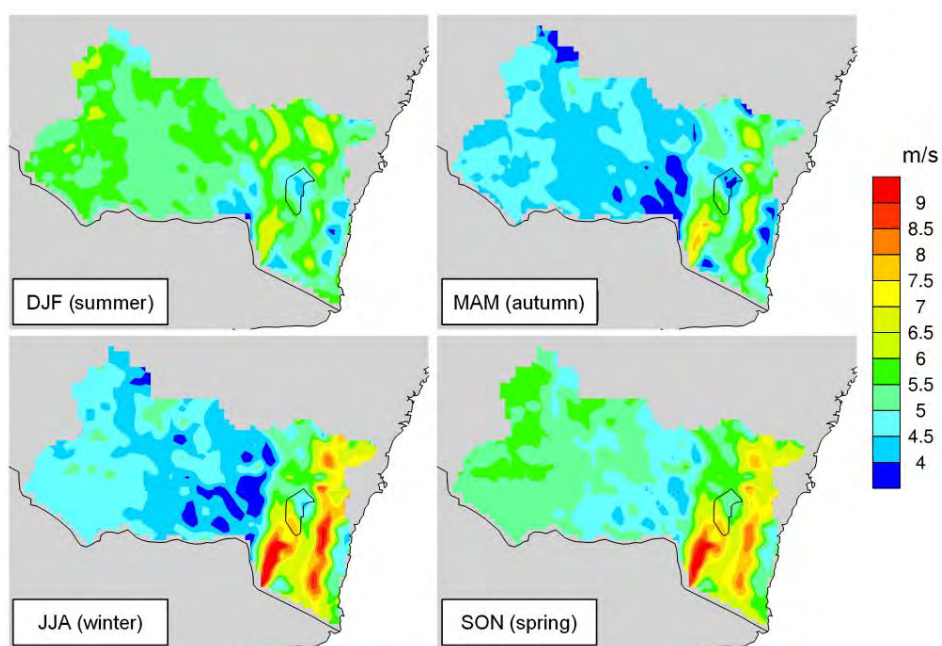 m/s
9
8.5
8
7.5
7
6.5
6
5.5
5
4.5
4
DJF (summer)
MAM (autumn)
JJA (winter)
SON (spring)